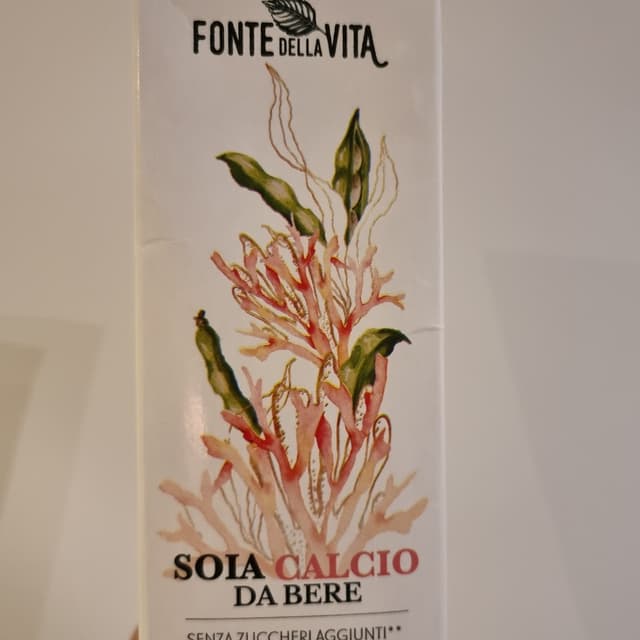 FONTE DELLA VITA
SOIA CALCIO
DA BERE
SENZA ZUCCHERI AGGIUNTI**